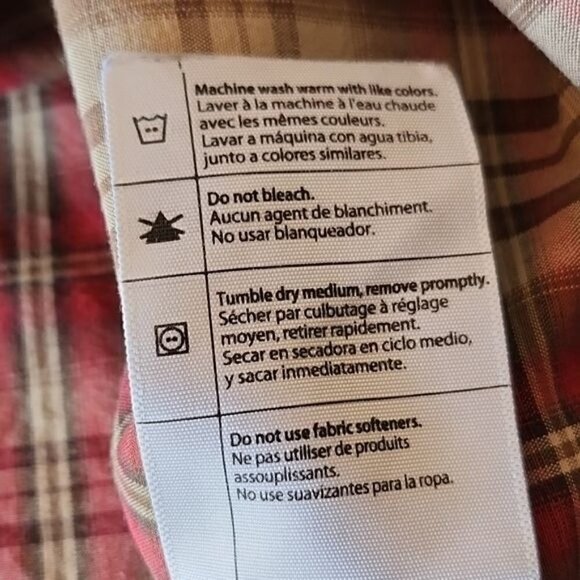 Machine wash warm with like colors.
Laver à la machine à l'eau chaude
avec les mêmes couleurs.
Lavar a máquina con agua tibia,
junto a colores similares.
Do not bleach.
Aucun agent de blanchiment.
No usar blanqueador.
Tumble dry medium, remove promptly.
Sécher par culbutage à réglage
moyen, retirer rapidement.
Secar en secadora en ciclo medio,
y sacar inmediatamente.
Do not use fabric softeners.
Ne pas utiliser de produits
assouplissants.
No use suavizantes para la ropa.